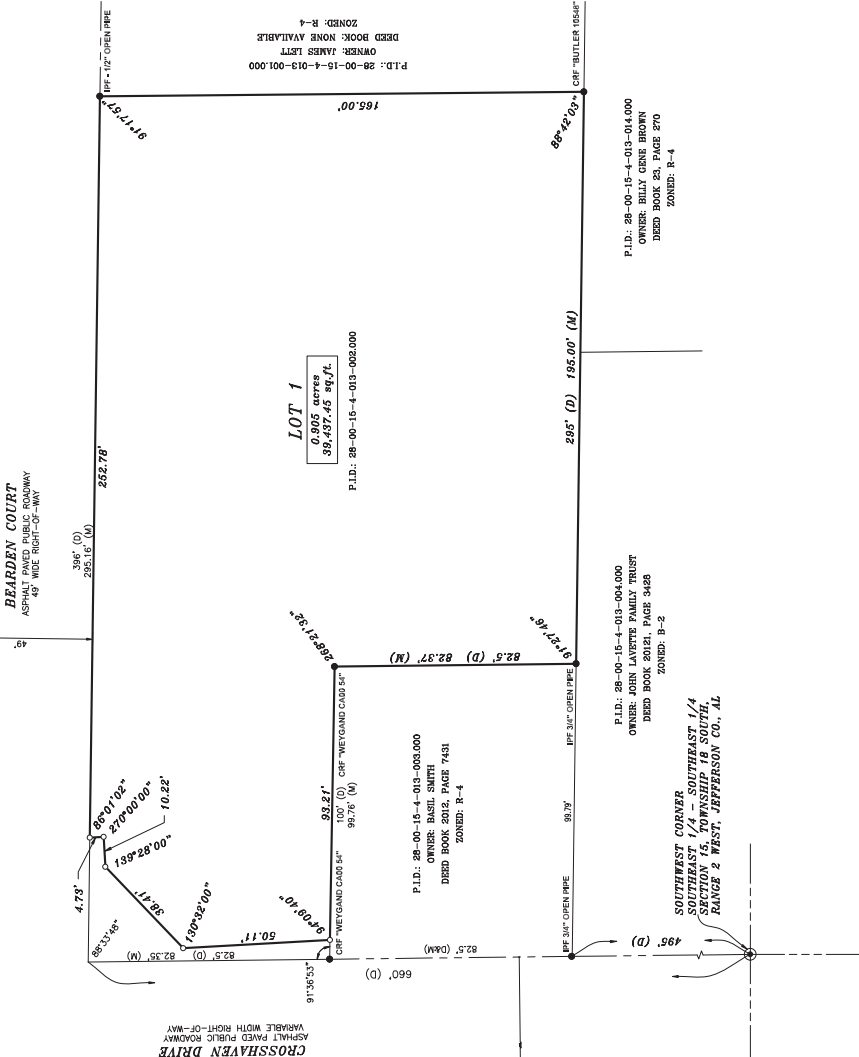 P.I.D.: 28-00-15-4-013-001.000
OWNER: JAMES LETT
DEED BOOK: NONE AVAILABLE
ZONED: R-4
IPF - 1/2" OPEN PIPE
CRF "BUTLER 10548"
91°17'57"
165.00'
88°42'03"
P.I.D.: 28-00-15-4-013-014.000
OWNER: BILLY GENE BROWN
DEED BOOK 23, PAGE 270
ZONED: R-4
BEARDEN COURT
ASPHALT PAVED PUBLIC ROADWAY
49' WIDE RIGHT-OF-WAY
49'
396' (D)
295.16' (M)
252.78'
LOT 1
0.905 acres
39,437.45 sq.ft.
P.I.D.: 28-00-15-4-013-002.000
295' (D) 195.00' (M)
268°21'32"
82.5' (D) 82.37' (M)
91°27'46"
P.I.D.: 28-00-15-4-013-004.000
OWNER: JOHN LAVETTE FAMILY TRUST
DEED BOOK 20121, PAGE 3428
ZONED: B-2
CRF "WEYGAND CA00 54"
93.21'
100' (D)
99.76' (M)
CRF "WEYGAND CA00 54"
P.I.D.: 28-00-15-4-013-003.000
OWNER: BASIL SMITH
DEED BOOK 2012, PAGE 7431
ZONED: R-4
IPF 3/4" OPEN PIPE
99.79'
IPF 3/4" OPEN PIPE
4.73'
86°01'02"
270°00'00"
10.22'
139°28'00"
38.41'
130°32'00"
50.11'
94°09'40"
88°33'48"
82.5' (D) 82.35' (M)
91°36'53"
82.5' (D&M)
660' (D)
495' (D)
SOUTHWEST CORNER
SOUTHEAST 1/4 - SOUTHEAST 1/4
SECTION 15, TOWNSHIP 18 SOUTH,
RANGE 2 WEST, JEFFERSON CO., AL
CROSSHAVEN DRIVE
ASPHALT PAVED PUBLIC ROADWAY
VARIABLE WIDTH RIGHT-OF-WAY